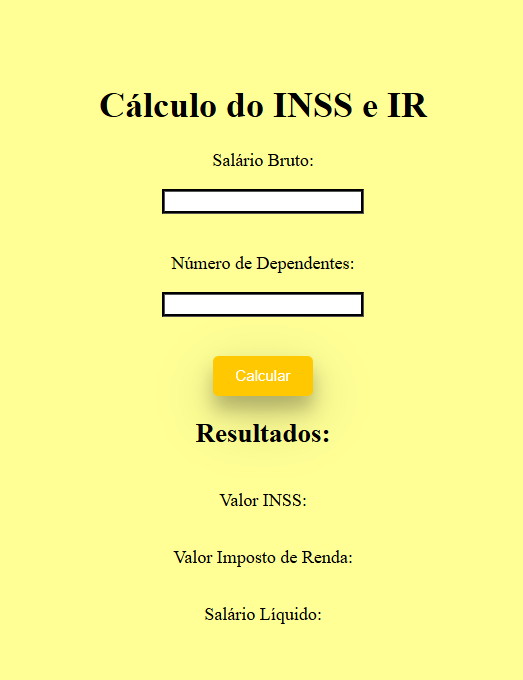 Cálculo do INSS e IR
Salário Bruto:
Número de Dependentes:
Calcular
Resultados:
Valor INSS:
Valor Imposto de Renda:
Salário Líquido: